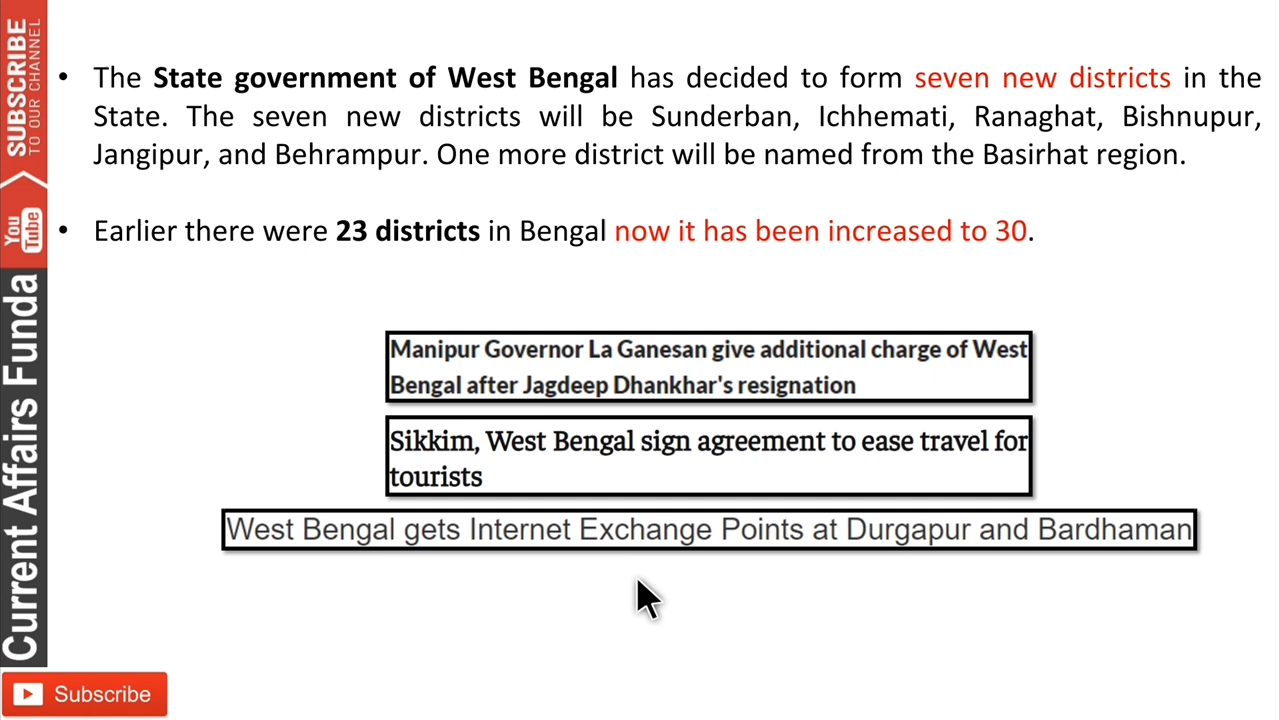 • The State government of West Bengal has decided to form seven new districts in the
State. The seven new districts will be Sunderban, Ichhemati, Ranaghat, Bishnupur,
Jangipur, and Behrampur. One more district will be named from the Basirhat region.
• Earlier there were 23 districts in Bengal now it has been increased to 30.
Manipur Governor La Ganesan give additional charge of West
Bengal after Jagdeep Dhankhar's resignation
Sikkim, West Bengal sign agreement to ease travel for
tourists
West Bengal gets Internet Exchange Points at Durgapur and Bardhaman
SUBSCRIBE
TO OUR CHANNEL
You
Tube
Current Affairs Funda
Subscribe